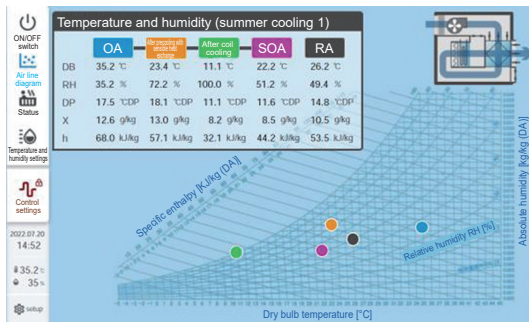 ON/OFF
switch
Air line
diagram
Status
Temperature and
humidity settings
Control
settings
2022.07.20
14:52
35.2 °C
35 %
setup
Temperature and humidity (summer cooling 1)
OA After precooling with sensible heat exchange After coil cooling SOA RA
DB 35.2 °C 23.4 °C 11.1 °C 22.2 °C 26.2 °C
RH 35.2 % 72.2 % 100.0 % 51.2 % 49.4 %
DP 17.5 °CDP 18.1 °CDP 11.1 °CDP 11.6 °CDP 14.8 °CDP
X 12.6 g/kg 13.0 g/kg 8.2 g/kg 8.5 g/kg 10.5 g/kg
h 68.0 kJ/kg 57.1 kJ/kg 32.1 kJ/kg 44.2 kJ/kg 53.5 kJ/kg
Specific enthalpy [KJ/kg (DA)]
Relative humidity RH [%]
Absolute humidity [kg/kg (DA)]
Dry bulb temperature [°C]